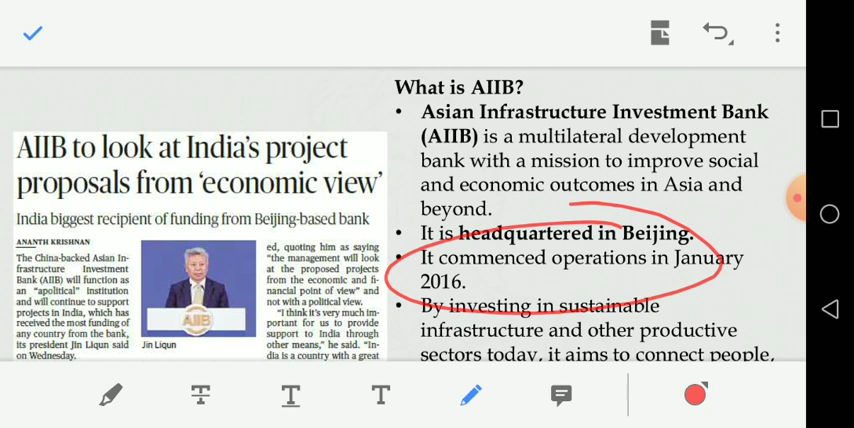 AIIB to look at India's project
proposals from 'economic view'
India biggest recipient of funding from Beijing-based bank
ANANTH KRISHNAN
The China-backed Asian In-
frastructure Investment
Bank (AIIB) will function as
an "apolitical" institution
and will continue to support
projects in India, which has
received the most funding of
any country from the bank,
its president Jin Liqun said
on Wednesday.
AIIB
Jin Liqun
ed, quoting him as saying
"the management will look
at the proposed projects
from the economic and fi-
nancial point of view" and
not with a political view.
"I think it's very much im-
portant for us to provide
support to India through
other means," he said. "In-
dia is a country with a great
What is AIIB?
• Asian Infrastructure Investment Bank
(AIIB) is a multilateral development
bank with a mission to improve social
and economic outcomes in Asia and
beyond.
• It is headquartered in Beijing.
• It commenced operations in January
2016.
• By investing in sustainable
infrastructure and other productive
sectors today, it aims to connect people,
T
T
T